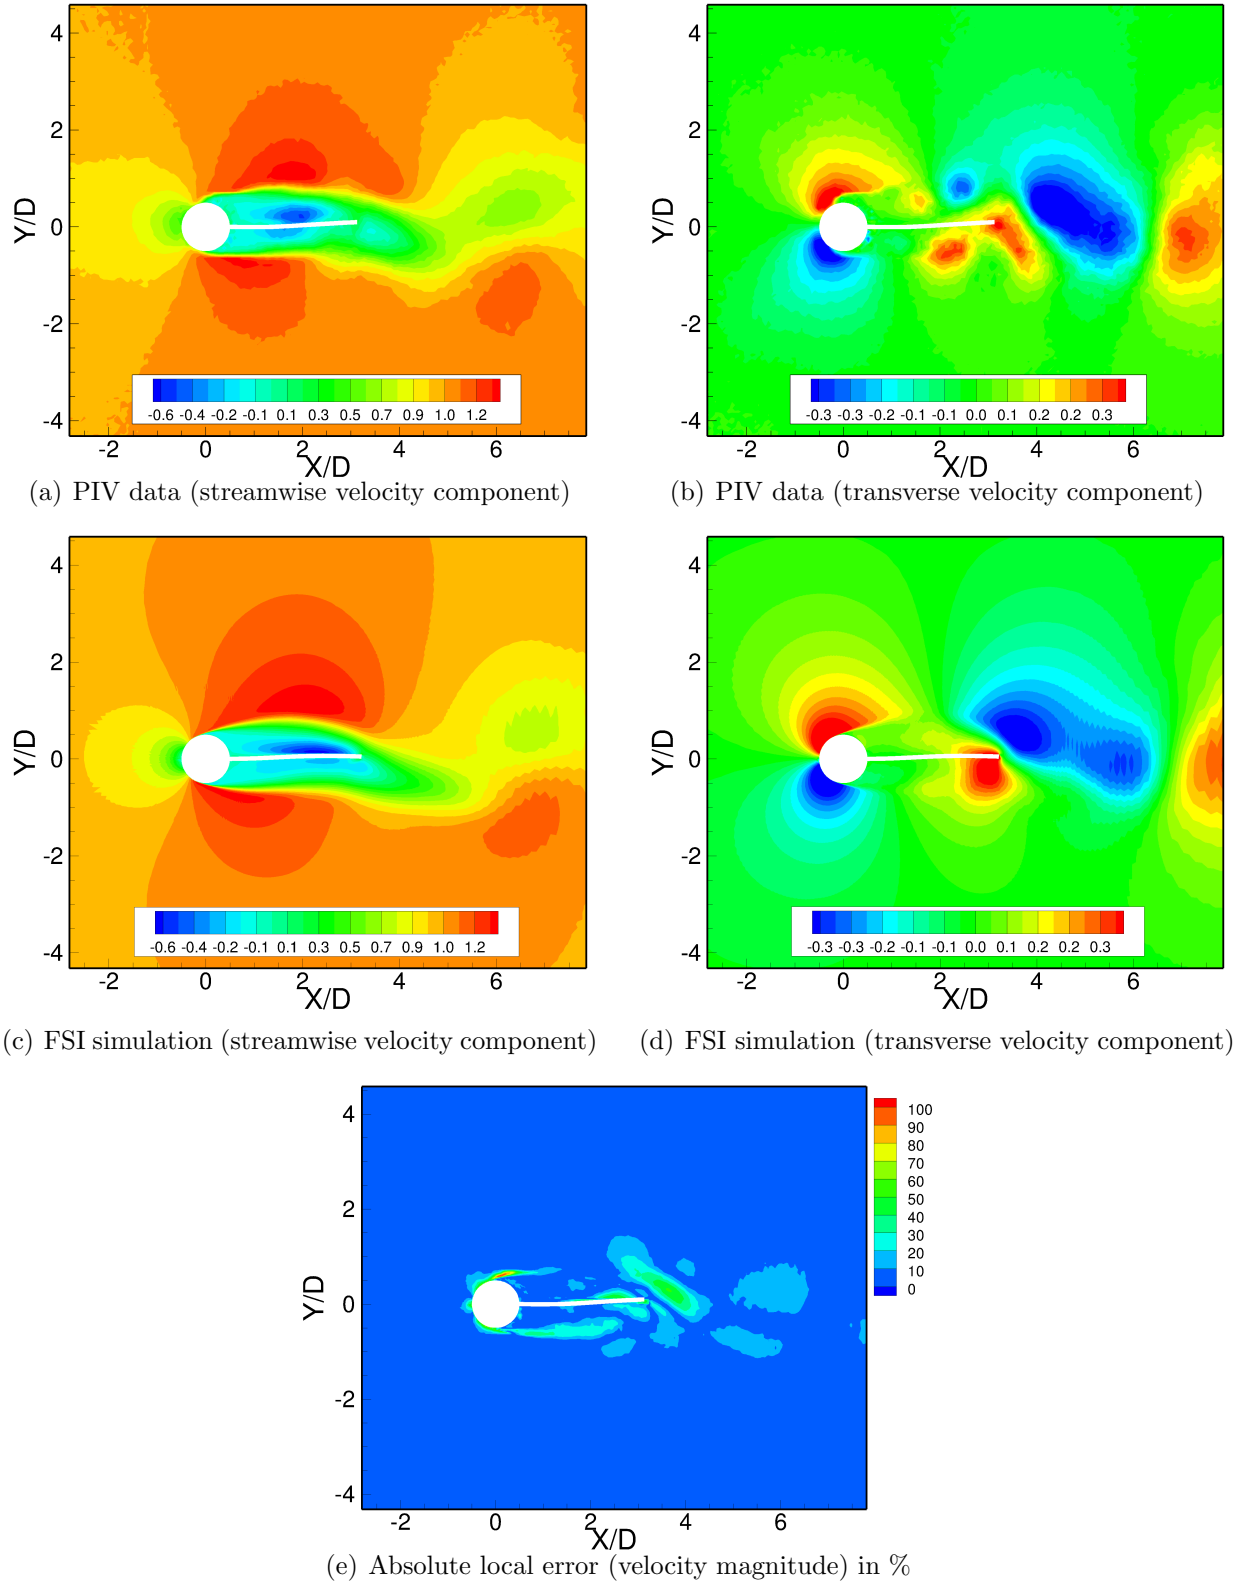 4
2
0
-2
-4
Y/D
-0.6 -0.4 -0.2 -0.1 0.1 0.3 0.5 0.7 0.9 1.0 1.2
-2 0 2 4 6
X/D
(a) PIV data (streamwise velocity component)
4
2
0
-2
-4
Y/D
-0.3 -0.3 -0.2 -0.1 -0.1 0.0 0.1 0.2 0.2 0.3
-2 0 2 4 6
X/D
(b) PIV data (transverse velocity component)
4
2
0
-2
-4
Y/D
-0.6 -0.4 -0.2 -0.1 0.1 0.3 0.5 0.7 0.9 1.0 1.2
-2 0 2 4 6
X/D
(c) FSI simulation (streamwise velocity component)
4
2
0
-2
-4
Y/D
-0.3 -0.3 -0.2 -0.1 -0.1 0.0 0.1 0.2 0.2 0.3
-2 0 2 4 6
X/D
(d) FSI simulation (transverse velocity component)
4
2
0
-2
-4
Y/D
100
90
80
70
60
50
40
30
20
10
0
-2 0 2 4 6
X/D
(e) Absolute local error (velocity magnitude) in %